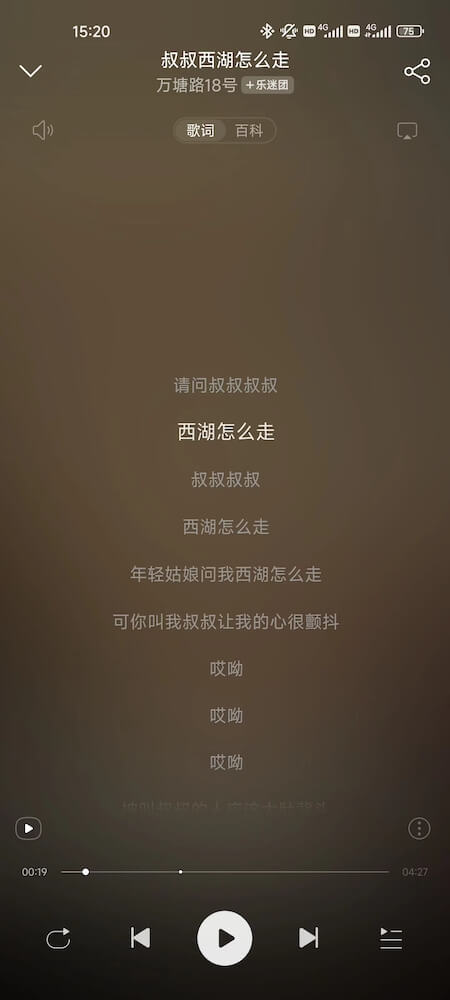 15:20 HD 4G HD 4G 75
叔叔西湖怎么走
万塘路18号 +乐迷团
歌词 百科
请问叔叔叔叔
西湖怎么走
叔叔叔叔
西湖怎么走
年轻姑娘问我西湖怎么走
可你叫我叔叔让我的心很颤抖
哎呦
哎呦
哎呦
00:19 04:27